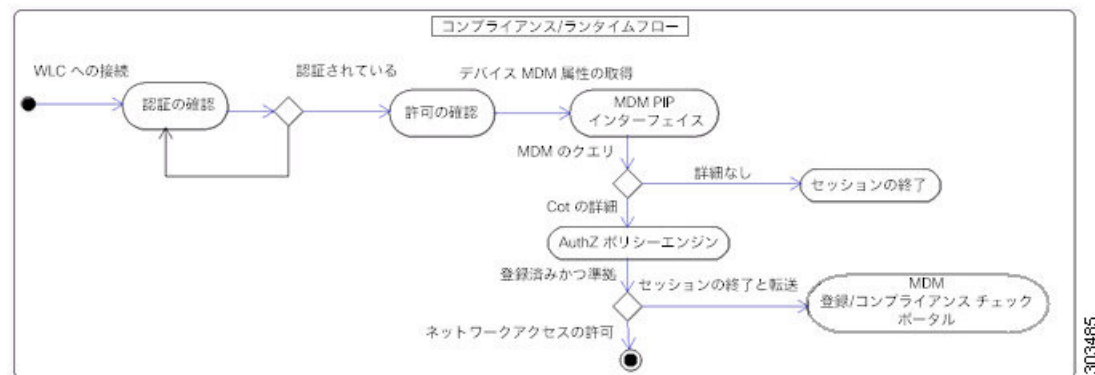 コンプライアンス/ランタイムフロー
WLC への接続
認証されている
デバイス MDM 属性の取得
認証の確認
許可の確認
MDM PIP
インターフェイス
MDM のクエリ
詳細なし
セッションの終了
Cot の詳細
AuthZ ポリシーエンジン
登録済みかつ準拠
セッションの終了と転送
MDM
登録/コンプライアンス チェック
ポータル
ネットワークアクセスの許可
303485